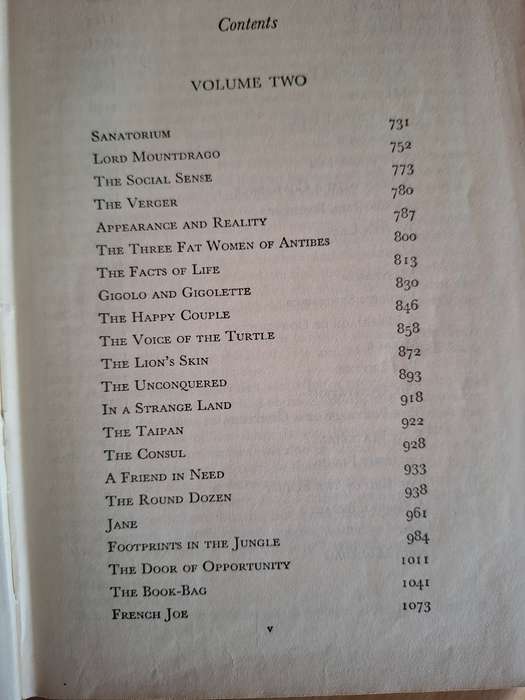 Contents
VOLUME TWO
Sanatorium 731
Lord Mountdrago 752
The Social Sense 773
The Verger 780
Appearance and Reality 787
The Three Fat Women of Antibes 800
The Facts of Life 813
Gigolo and Gigolette 830
The Happy Couple 846
The Voice of the Turtle 858
The Lion's Skin 872
The Unconquered 893
In a Strange Land 918
The Taipan 922
The Consul 928
A Friend in Need 933
The Round Dozen 938
Jane 961
Footprints in the Jungle 984
The Door of Opportunity 1011
The Book-Bag 1041
French Joe 1073
v